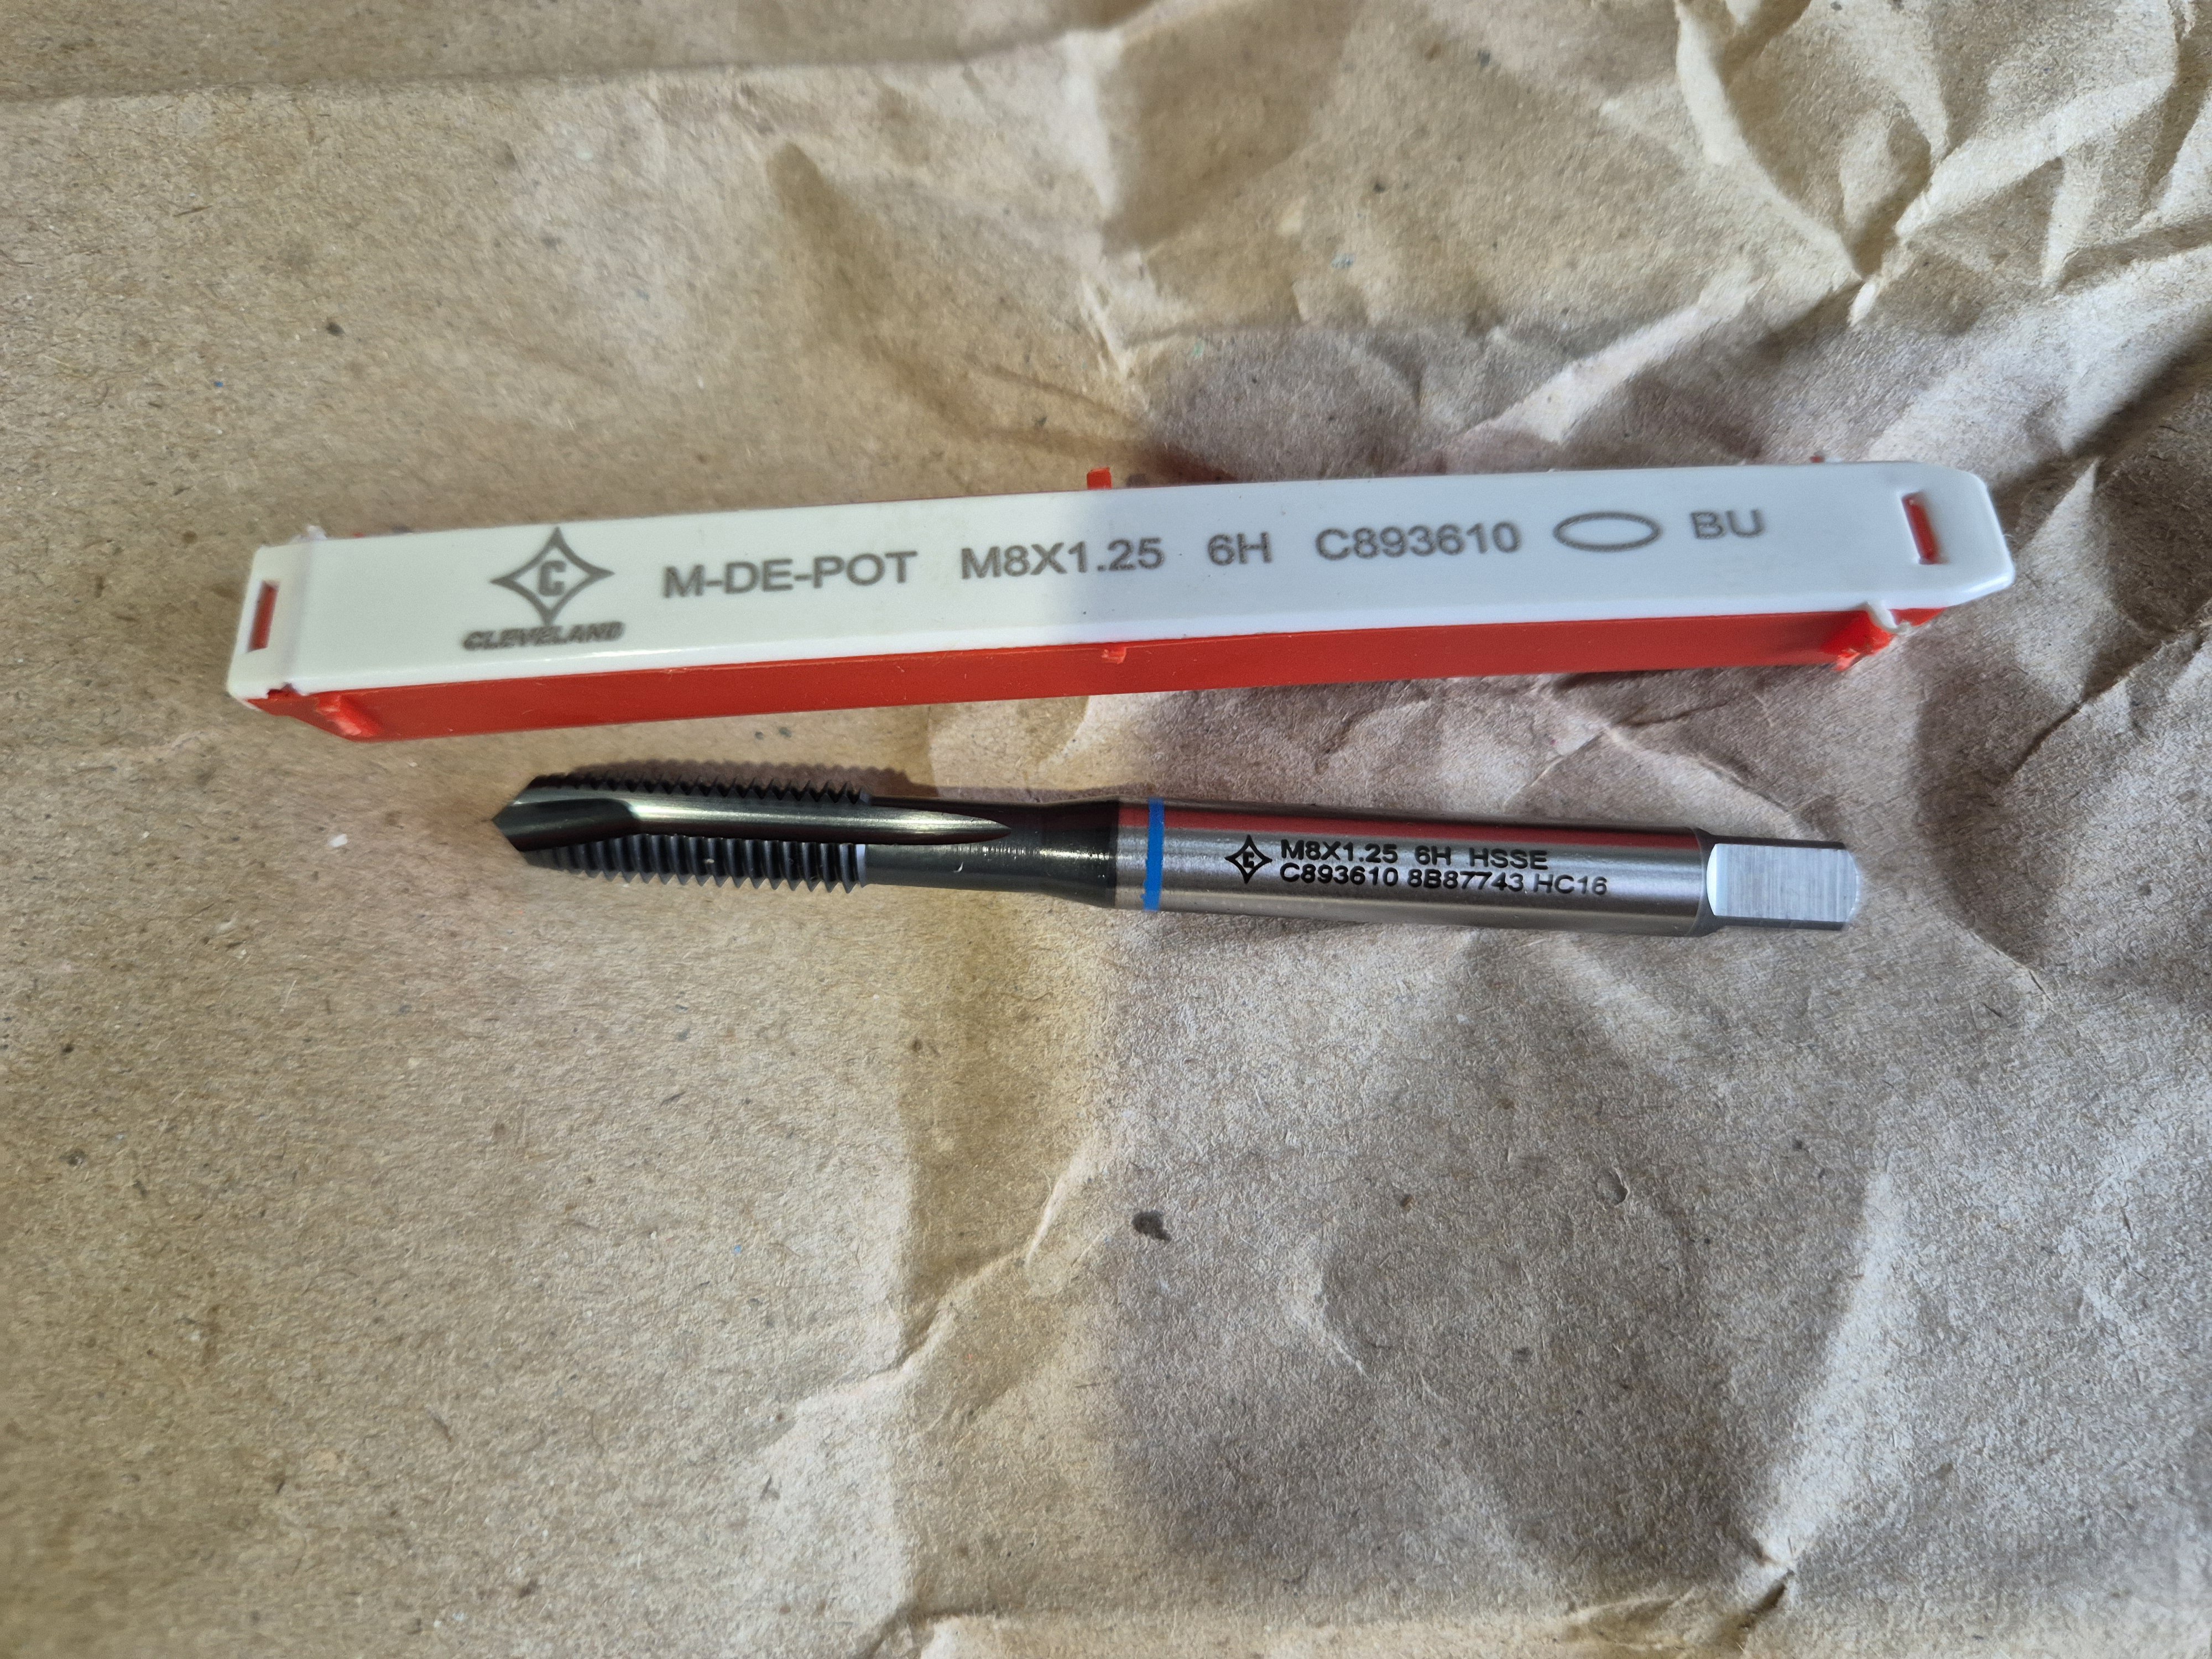 C
CLEVELAND
M-DE-POT M8X1.25 6H C893610 BU
C
M8X1.25 6H HSSE
C893610 8B87743 HC16